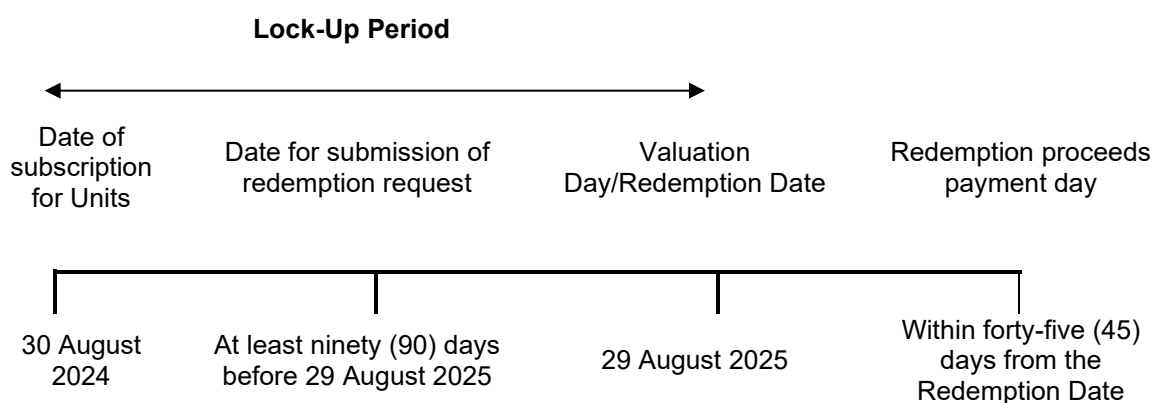 Lock-Up Period
Date of
subscription
for Units
Date for submission of
redemption request
Valuation
Day/Redemption Date
Redemption proceeds
payment day
30 August
2024
At least ninety (90) days
before 29 August 2025
29 August 2025
Within forty-five (45)
days from the
Redemption Date